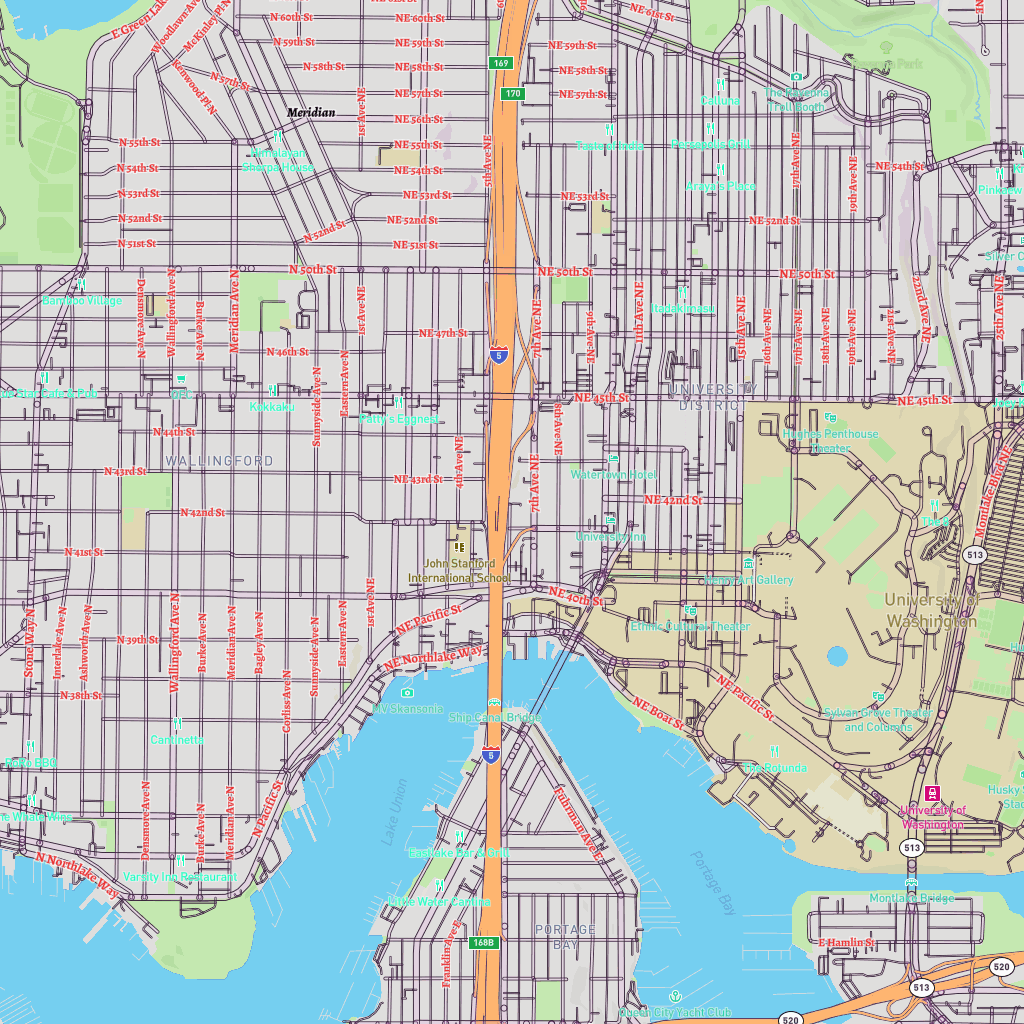 E Green Lake
Woodlawn Ave
McKinley Pl N
N 60th St
NE 60th St
NE 61st St
N 59th St
NE 59th St
NE 59th St
169
Kenwood Pl N
N 57th St
N 58th St
NE 58th St
NE 58th St
170
NE 57th St
NE 57th St
Calluna
The Ravenna
Troll Booth
Meridian
1st Ave NE
NE 56th St
N 55th St
Himalayan
Sherpa House
NE 55th St
5th Ave NE
Taste of India
17th Ave NE
N 54th St
NE 54th St
Araya's Place
19th Ave NE
NE 54th St
N 53rd St
NE 53rd St
NE 53rd St
N 52nd St
N 52nd St
NE 52nd St
NE 52nd St
N 51st St
NE 51st St
N 50th St
NE 50th St
NE 50th St
Bamboo Village
Densmore Ave N
Wallingford Ave N
Burke Ave N
Meridian Ave N
1st Ave NE
7th Ave NE
9th Ave NE
11th Ave NE
Itadakimasu
15th Ave NE
16th Ave NE
17th Ave NE
18th Ave NE
19th Ave NE
21st Ave NE
22nd Ave NE
25th Ave NE
NE 47th St
N 46th St
5
Eastern Ave N
Sunnyside Ave N
QFC
Kukkaku
Patty's Eggnest
NE 45th St
UNIVERSITY
DISTRICT
NE 45th St
N 44th St
4th Ave NE
8th Ave NE
Hughes Penthouse
Theater
WALLINGFORD
N 43rd St
NE 43rd St
7th Ave NE
Watertown Hotel
Montlake Blvd NE
NE 42nd St
N 42nd St
University Inn
The 8
N 41st St
John Stanford
International School
513
Henry Art Gallery
1st Ave NE
NE 40th St
University of
Washington
Stone Way N
Interlake Ave N
Ashworth Ave N
Wallingford Ave N
Burke Ave N
Meridian Ave N
Bagley Ave N
Sunnyside Ave N
Eastern Ave N
NE Pacific St
Ethnic Cultural Theater
N 39th St
NE Northlake Way
N 38th St
Corliss Ave N
MV Skansonia
Ship Canal Bridge
NE Boat St
NE Pacific St
Sylvan Grove Theater
and Columns
Cantinetta
RoRo BBQ
5
The Rotunda
University of
Washington
Densmore Ave N
Burke Ave N
Meridian Ave N
N Pacific St
Lake Union
Fuhrman Ave E
Eastlake Bar & Grill
513
N Northlake Way
Varsity Inn Restaurant
Little Water Cantina
Portage Bay
Montlake Bridge
Franklin Ave E
168B
PORTAGE
BAY
E Hamlin St
520
513
Queen City Yacht Club
520